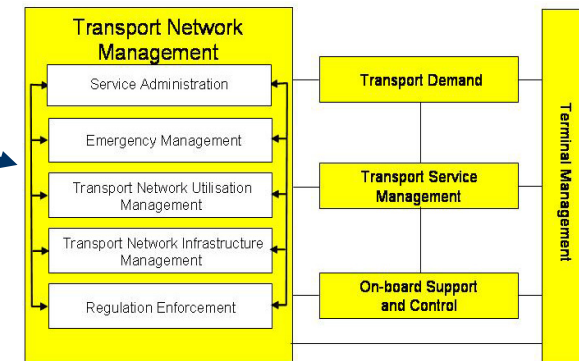 Transport Network
Management
Service Administration
Emergency Management
Transport Network Utilisation
Management
Transport Network Infrastructure
Management
Regulation Enforcement
Transport Demand
Transport Service
Management
On-board Support
and Control
Terminal Management